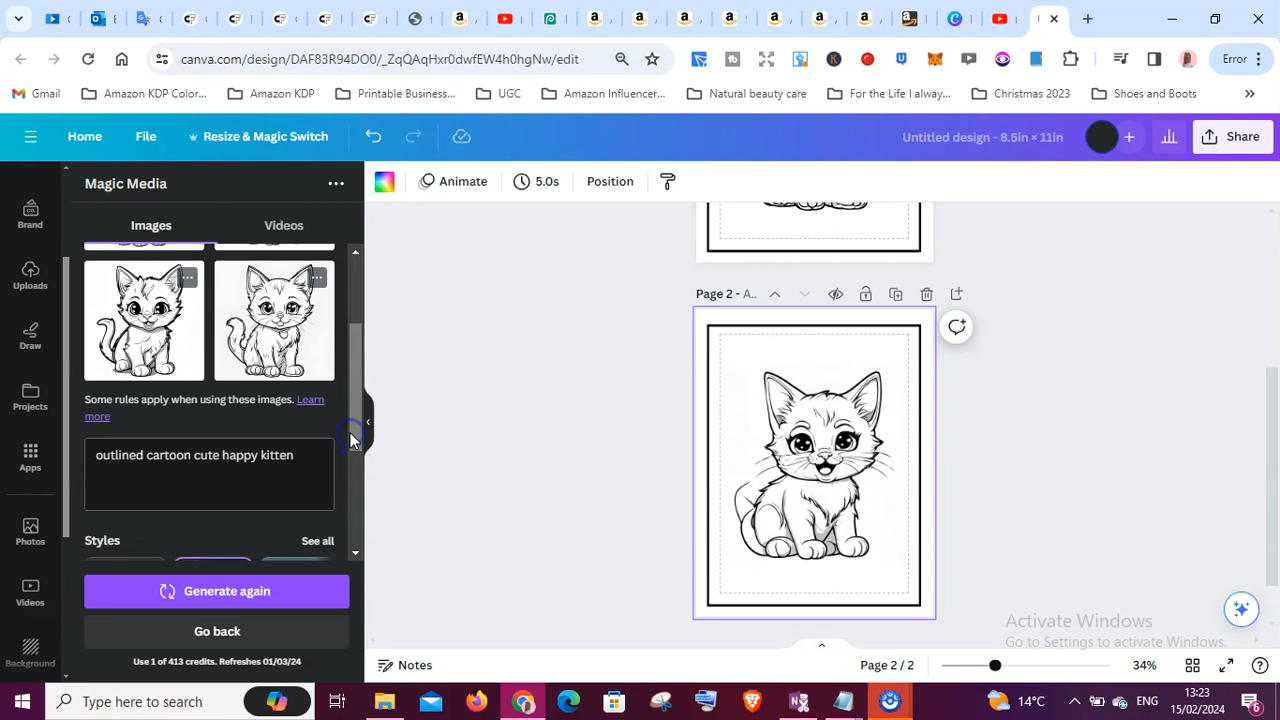 canva.com/design/DAF83R94DO0/_ZqQAqHxr0dwfEW4h0hgNw/edit
Error
Gmail
Amazon KDP Color...
Amazon KDP
Printable Business...
UGC
Amazon Influencer...
Natural beauty care
For the Life I alway...
Christmas 2023
Shoes and Boots
Home
File
Resize & Magic Switch
Untitled design - 8.5in × 11in
Share
Magic Media
Animate
5.0s
Position
Images
Videos
Brand
Uploads
Draw
Projects
Apps
Photos
Videos
Background
Page 2 - A..
Some rules apply when using these images. Learn
more
outlined cartoon cute happy kitten
Styles
See all
Generate again
Go back
Use 1 of 413 credits. Refreshes 01/03/24
Activate Windows
Go to Settings to activate Windows.
Notes
Page 2 / 2
34%
Type here to search
14°C
ENG
13:23
15/02/2024
6